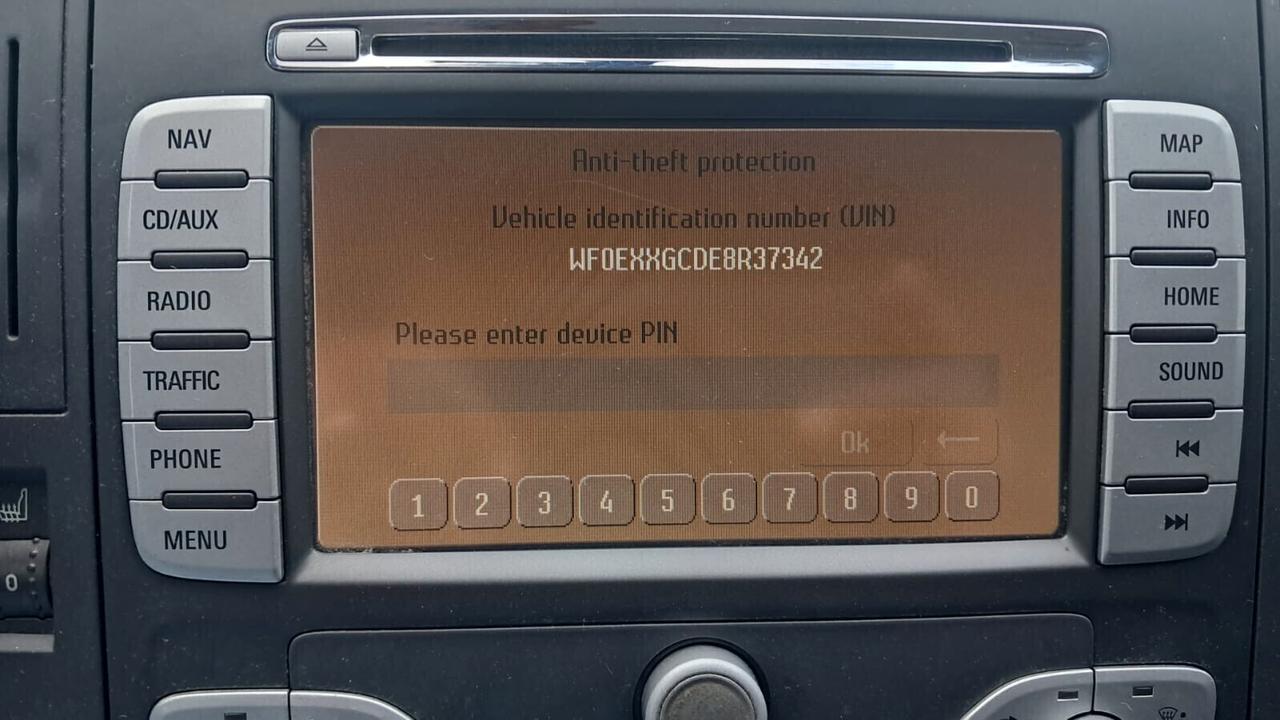 NAV
CD/AUX
RADIO
TRAFFIC
PHONE
MENU
Anti-theft protection
Vehicle identification number (VIN)
WF0EXXGCDE8R37342
Please enter device PIN
Ok
1 2 3 4 5 6 7 8 9 0
MAP
INFO
HOME
SOUND
0